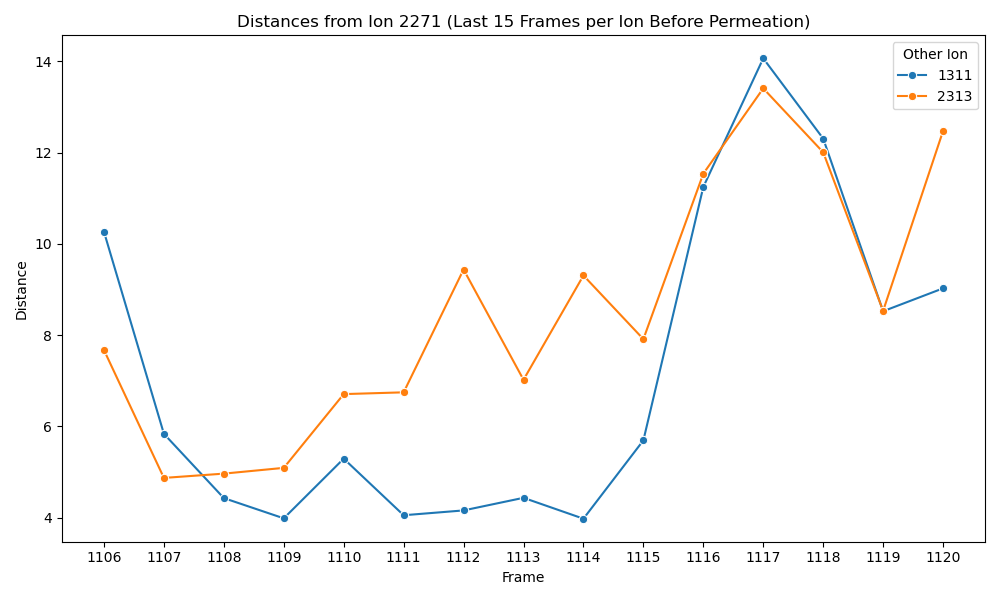 Distances from Ion 2271 (Last 15 Frames per Ion Before Permeation)
Other Ion
1311
2313
14
12
10
8
6
4
Distance
1106 1107 1108 1109 1110 1111 1112 1113 1114 1115 1116 1117 1118 1119 1120
Frame